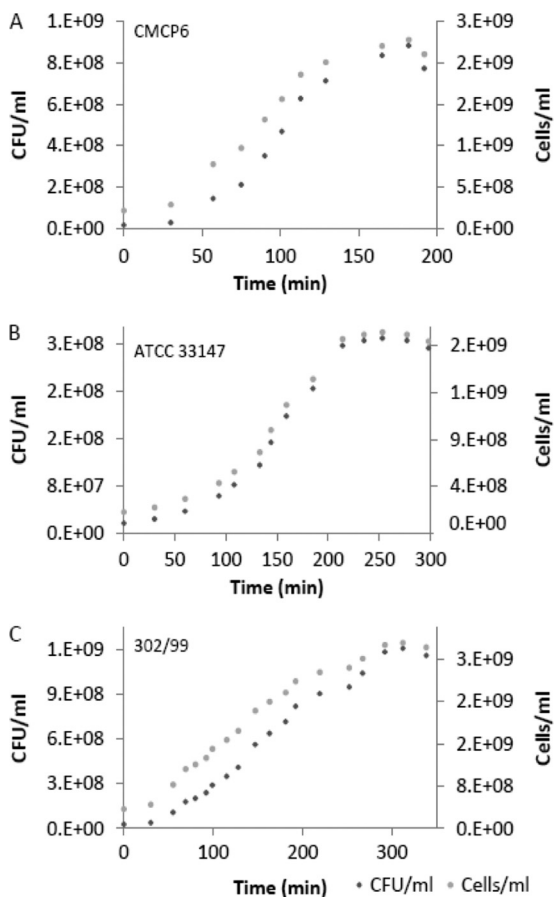 A
CMCP6
CFU/ml
1.E+09
8.E+08
6.E+08
4.E+08
2.E+08
0.E+00
3.E+09
2.E+09
2.E+09
1.E+09
5.E+08
0.E+00
Cells/ml
0 50 100 150 200
Time (min)
B
ATCC 33147
CFU/ml
3.E+08
2.E+08
2.E+08
8.E+07
0.E+00
2.E+09
1.E+09
9.E+08
4.E+08
0.E+00
Cells/ml
0 50 100 150 200 250 300
Time (min)
C
302/99
CFU/ml
1.E+09
9.E+08
6.E+08
3.E+08
0.E+00
3.E+09
2.E+09
2.E+09
8.E+08
0.E+00
Cells/ml
0 100 200 300
Time (min) CFU/ml Cells/ml